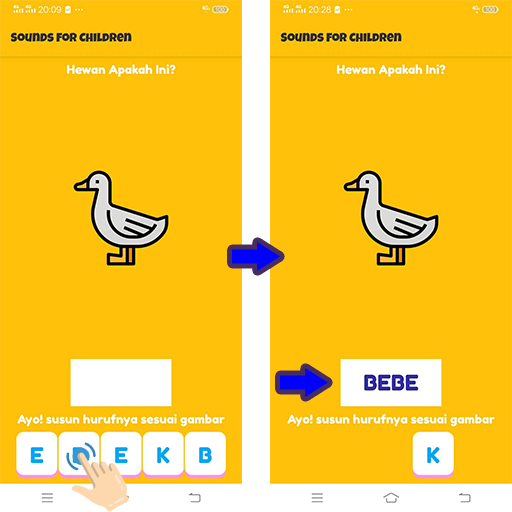 20:09
SOUNDS FOR CHILDREN
Hewan Apakah Ini?
Ayo! susun hurufnya sesuai gambar
E B E K B
20:28
SOUNDS FOR CHILDREN
Hewan Apakah Ini?
BEBE
Ayo! susun hurufnya sesuai gambar
K